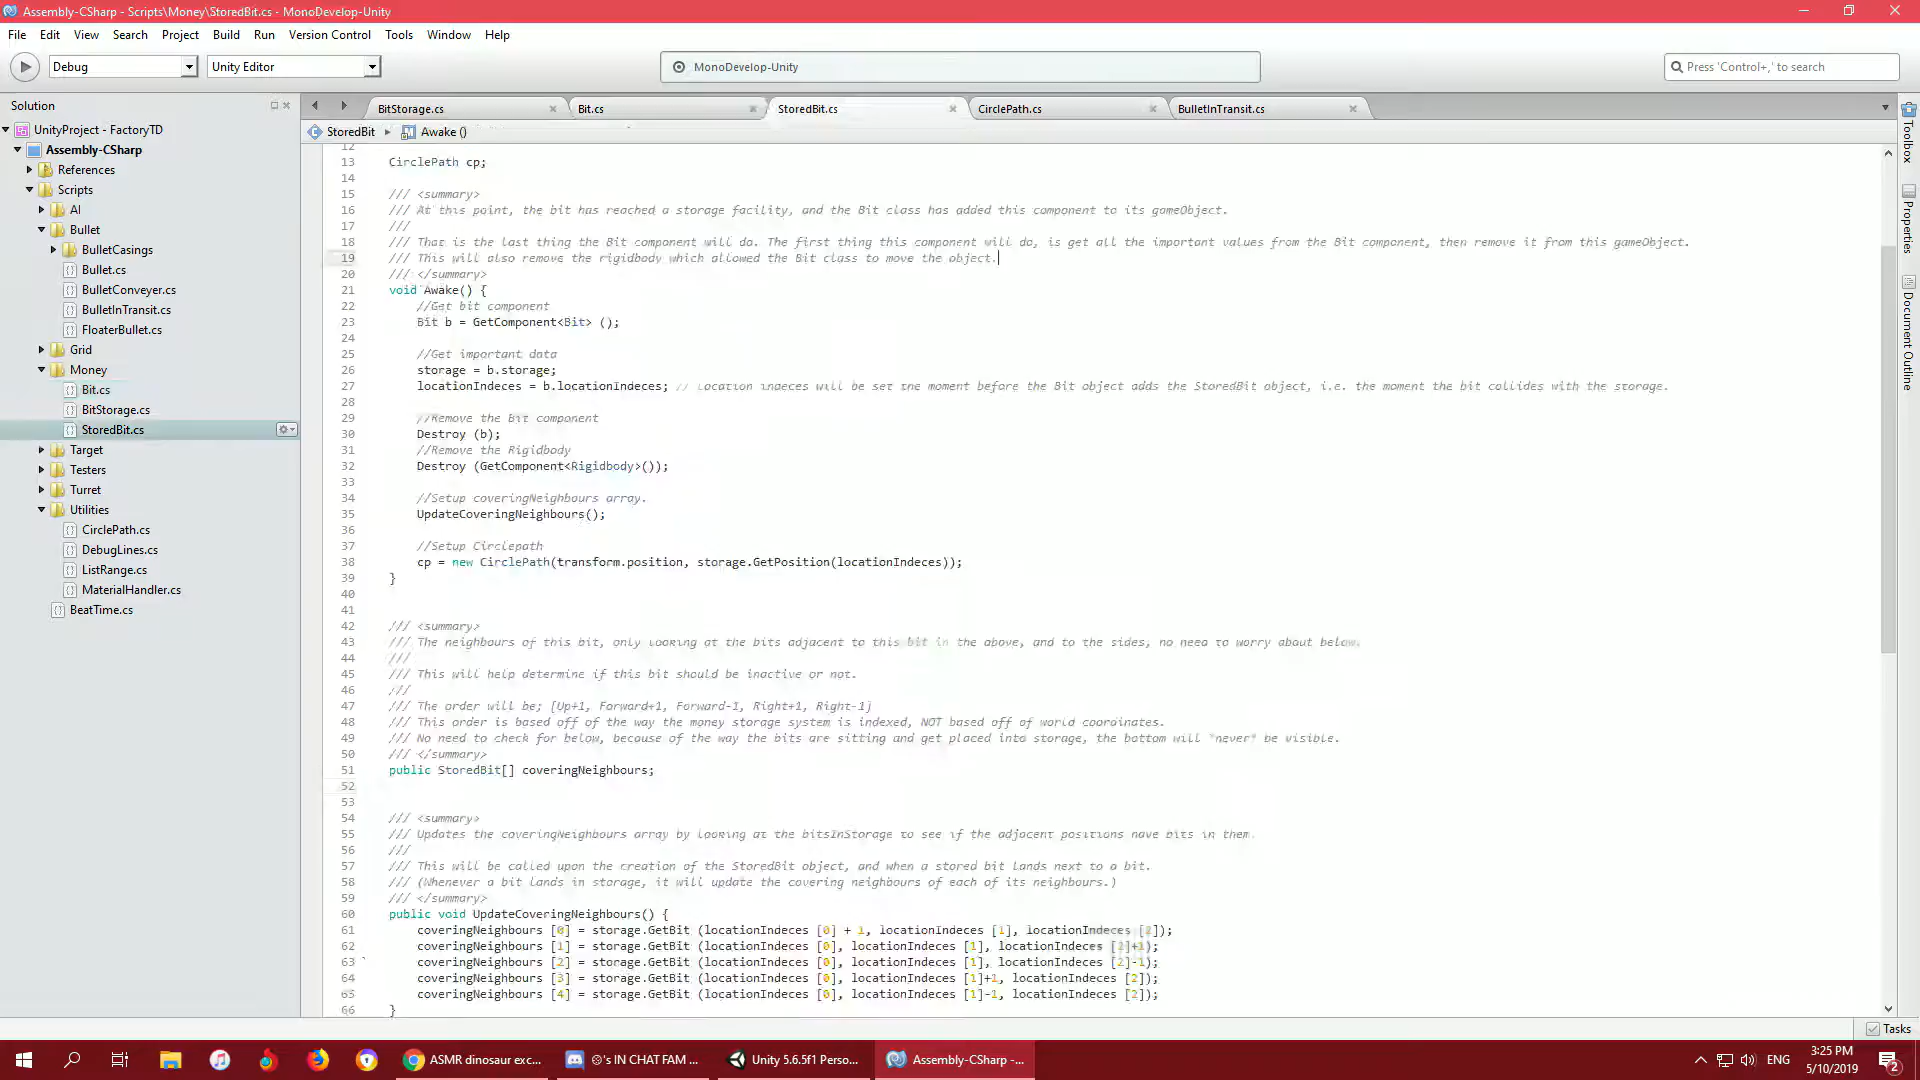 Assembly-CSharp - Scripts\Money\StoredBit.cs - MonoDevelop-Unity
File Edit View Search Project Build Run Version Control Tools Window Help
Debug Unity Editor MonoDevelop-Unity Press 'Control+,' to search
Solution
UnityProject - FactoryTD
Assembly-CSharp
References
Scripts
AI
Bullet
BulletCasings
Bullet.cs
BulletConveyer.cs
BulletInTransit.cs
FloaterBullet.cs
Grid
Money
Bit.cs
BitStorage.cs
StoredBit.cs
Target
Testers
Turret
Utilities
CirclePath.cs
DebugLines.cs
ListRange.cs
MaterialHandler.cs
BeatTime.cs
BitStorage.cs Bit.cs StoredBit.cs CirclePath.cs BulletInTransit.cs
StoredBit Awake ()
12
13 CirclePath cp;
14
15 /// <summary>
16 /// At this point, the bit has reached a storage facility, and the Bit class has added this component to its gameObject.
17 ///
18 /// That is the last thing the Bit component will do. The first thing this component will do, is get all the important values from the Bit component, then remove it from this gameObject.
19 /// This will also remove the rigidbody which allowed the Bit class to move the object.
20 /// </summary>
21 void Awake() {
22 //Get bit component
23 Bit b = GetComponent<Bit> ();
24
25 //Get important data
26 storage = b.storage;
27 locationIndeces = b.locationIndeces; // Location indeces will be set the moment before the Bit object adds the StoredBit object, i.e. the moment the bit collides with the storage.
28
29 //Remove the Bit component
30 Destroy (b);
31 //Remove the Rigidbody
32 Destroy (GetComponent<Rigidbody>());
33
34 //Setup coveringNeighbours array.
35 UpdateCoveringNeighbours();
36
37 //Setup Circlepath
38 cp = new CirclePath(transform.position, storage.GetPosition(locationIndeces));
39 }
40
41
42 /// <summary>
43 /// The neighbours of this bit, only looking at the bits adjacent to this bit in the above, and to the sides, no need to worry about below.
44 ///
45 /// This will help determine if this bit should be inactive or not.
46 ///
47 /// The order will be; [Up+1, Forward+1, Forward-1, Right+1, Right-1]
48 /// This order is based off of the way the money storage system is indexed, NOT based off of world coordinates.
49 /// No need to check for below, because of the way the bits are sitting and get placed into storage, the bottom will *never* be visible.
50 /// </summary>
51 public StoredBit[] coveringNeighbours;
52
53
54 /// <summary>
55 /// Updates the coveringNeighbours array by looking at the bitsInStorage to see if the adjacent positions have bits in them.
56 ///
57 /// This will be called upon the creation of the StoredBit object, and when a stored bit lands next to a bit.
58 /// (Whenever a bit lands in storage, it will update the covering neighbours of each of its neighbours.)
59 /// </summary>
60 public void UpdateCoveringNeighbours() {
61 coveringNeighbours [0] = storage.GetBit (locationIndeces [0] + 1, locationIndeces [1], locationIndeces [2]);
62 coveringNeighbours [1] = storage.GetBit (locationIndeces [0], locationIndeces [1], locationIndeces [2]+1);
63 coveringNeighbours [2] = storage.GetBit (locationIndeces [0], locationIndeces [1], locationIndeces [2]-1);
64 coveringNeighbours [3] = storage.GetBit (locationIndeces [0], locationIndeces [1]+1, locationIndeces [2]);
65 coveringNeighbours [4] = storage.GetBit (locationIndeces [0], locationIndeces [1]-1, locationIndeces [2]);
66 }
Toolbox
Properties
Document Outline
Tasks
ASMR dinosaur exc... 's IN CHAT FAM ... Unity 5.6.5f1 Perso... Assembly-CSharp -... ENG 3:25 PM
5/10/2019 2